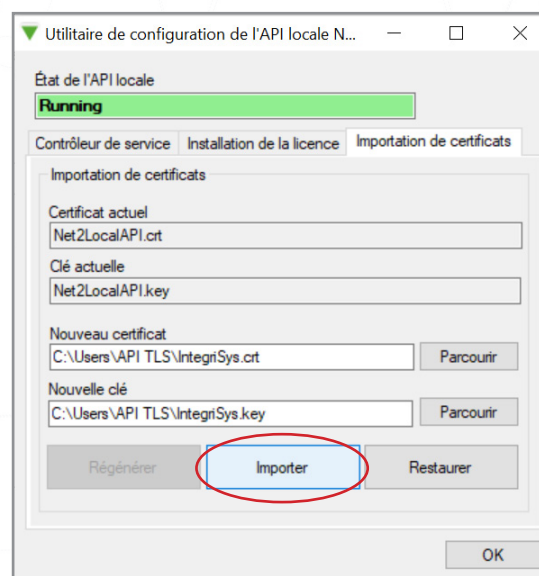 Utilitaire de configuration de l'API locale N...
État de l'API locale
Running
Contrôleur de service Installation de la licence Importation de certificats
Importation de certificats
Certificat actuel
Net2LocalAPI.crt
Clé actuelle
Net2LocalAPI.key
Nouveau certificat
C:\Users\API TLS\IntegriSys.crt Parcourir
Nouvelle clé
C:\Users\API TLS\IntegriSys.key Parcourir
Régénérer Importer Restaurer
OK